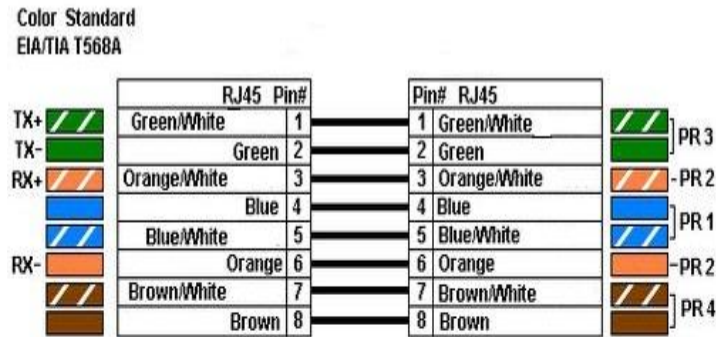 Color Standard
EIA/TIA T568A
RJ45 Pin# Pin# RJ45
TX+ Green/White 1 1 Green/White
PR 3
TX- Green 2 2 Green
RX+ Orange/White 3 3 Orange/White PR 2
Blue 4 4 Blue
PR 1
Blue/White 5 5 Blue/White
RX- Orange 6 6 Orange PR 2
Brown/White 7 7 Brown/White
PR 4
Brown 8 8 Brown